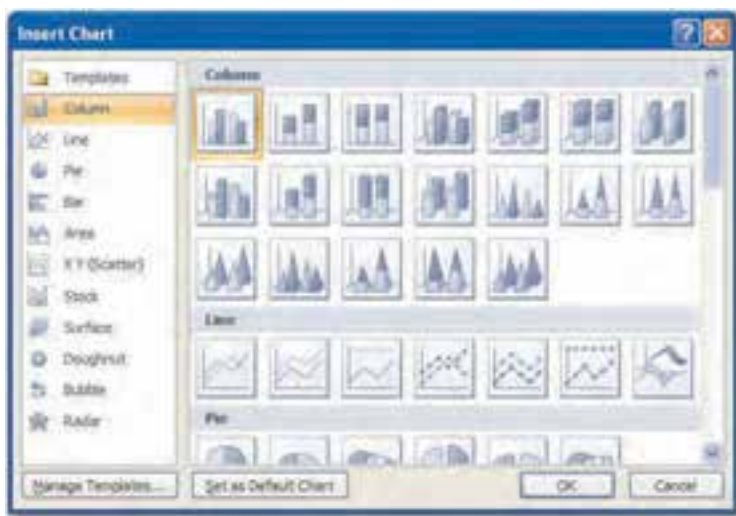 Insert Chart
Templates
Column
Line
Pie
Bar
Area
X Y (Scatter)
Stock
Surface
Doughnut
Bubble
Radar
Column
Line
Pie
Manage Templates...
Set as Default Chart
OK
Cancel